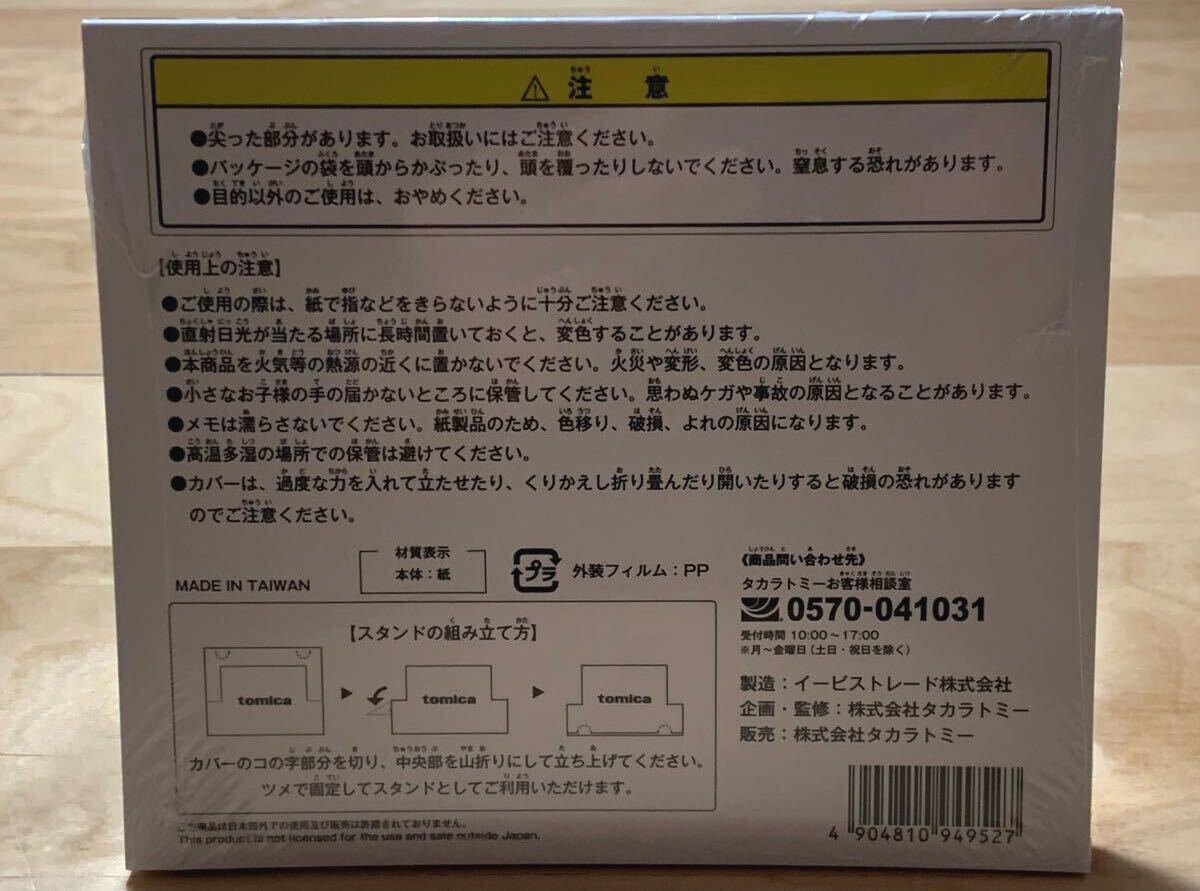 ⚠ 注意
●尖った部分があります。お取扱いにはご注意ください。
●パッケージの袋を頭からかぶったり、頭を覆ったりしないでください。窒息する恐れがあります。
●目的以外のご使用は、おやめください。
【使用上の注意】
●ご使用の際は、紙で指などをきらないように十分ご注意ください。
●直射日光が当たる場所に長時間置いておくと、変色することがあります。
●本商品を火気等の熱源の近くに置かないでください。火災や変形、変色の原因となります。
●小さなお子様の手の届かないところに保管してください。思わぬケガや事故の原因となることがあります。
●メモは濡らさないでください。紙製品のため、色移り、破損、よれの原因になります。
●高温多湿の場所での保管は避けてください。
●カバーは、過度な力を入れて立たせたり、くりかえし折り畳んだり開いたりすると破損の恐れがあります
のでご注意ください。
MADE IN TAIWAN
材質表示
本体：紙
プラ
外装フィルム：PP
【スタンドの組み立て方】
tomica
tomica
tomica
カバーのコの字部分を切り、中央部を山折りにして立ち上げてください。
ツメで固定してスタンドとしてご利用いただけます。
この商品は日本国外での使用及び販売は許諾されておりません。
This product is not licensed for the use and sale outside Japan.
《商品問い合わせ先》
タカラトミーお客様相談室
0570-041031
受付時間 10:00～17:00
※月～金曜日（土日・祝日を除く）
製造：イービストレード株式会社
企画・監修：株式会社タカラトミー
販売：株式会社タカラトミー
4 904810 949527